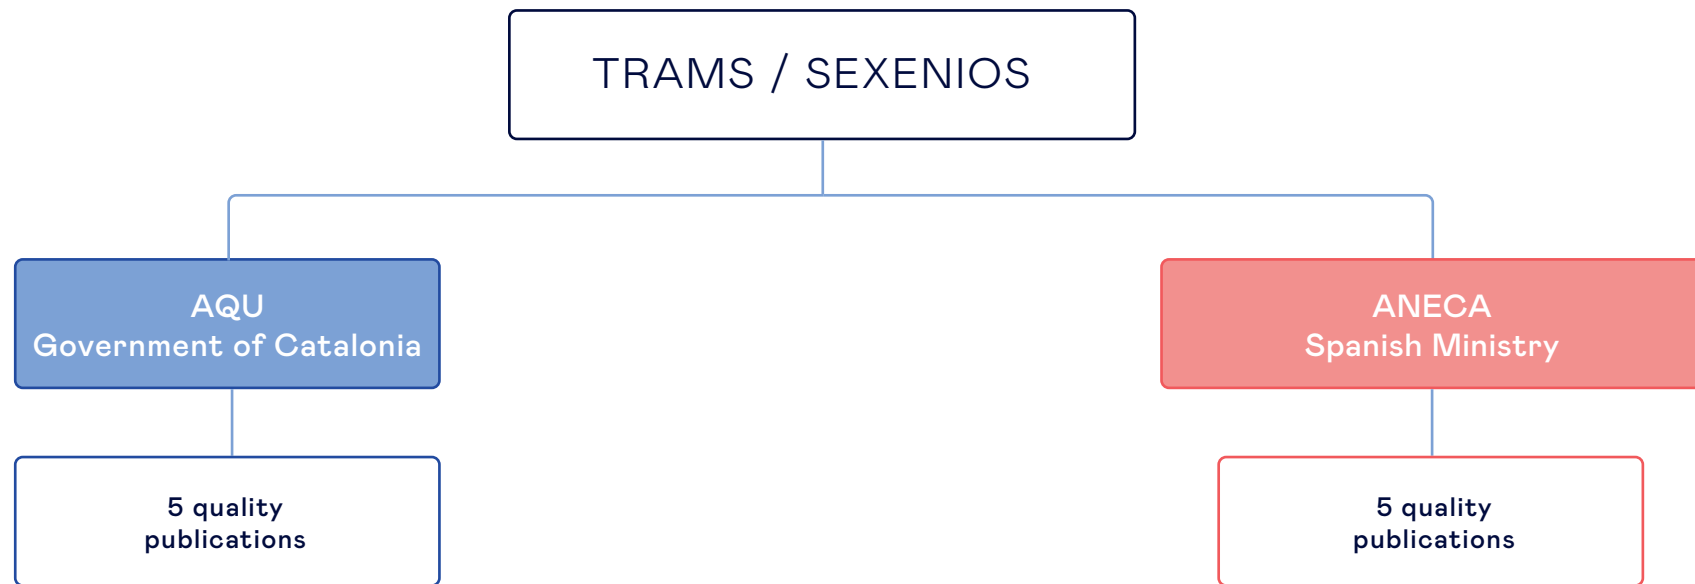 TRAMS / SEXENIOS
AQU
Government of Catalonia
ANECA
Spanish Ministry
5 quality
publications
5 quality
publications